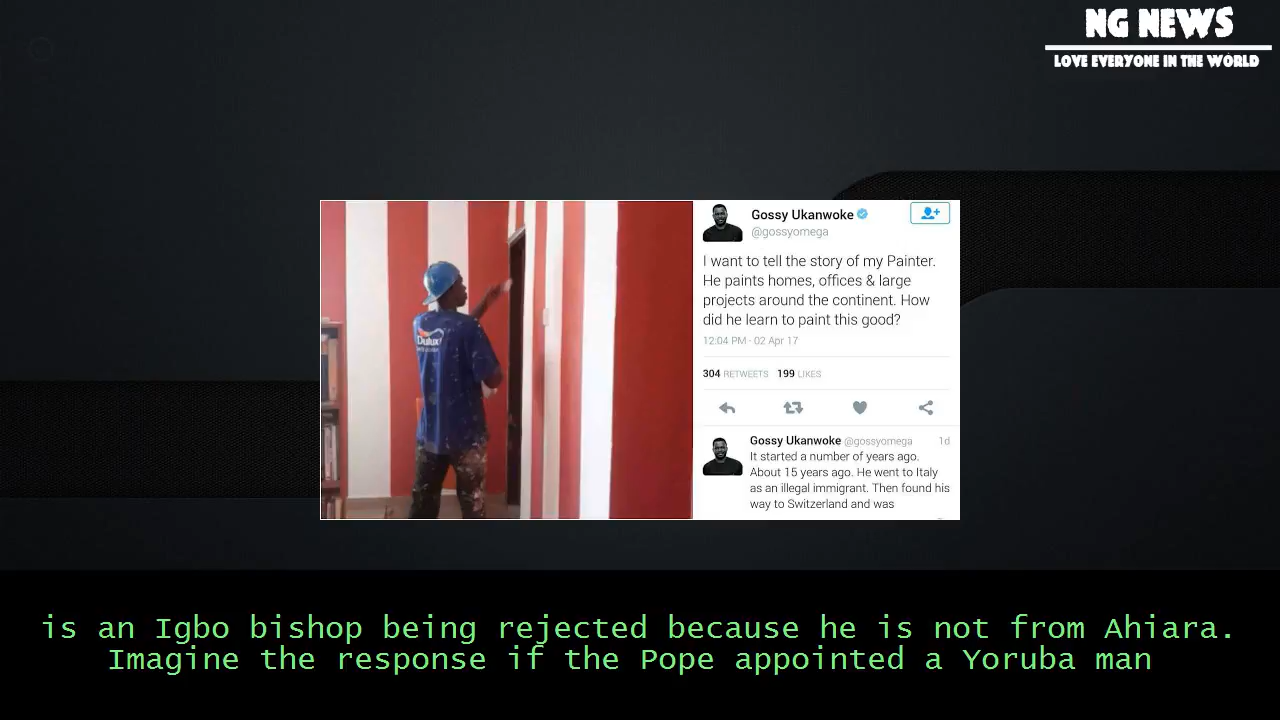 NG NEWS
LOVE EVERYONE IN THE WORLD
Dulux
Gossy Ukanwoke
@gossyomega
I want to tell the story of my Painter.
He paints homes, offices & large
projects around the continent. How
did he learn to paint this good?
12:04 PM - 02 Apr 17
304 RETWEETS 199 LIKES
Gossy Ukanwoke @gossyomega 1d
It started a number of years ago.
About 15 years ago. He went to Italy
as an illegal immigrant. Then found his
way to Switzerland and was
is an Igbo bishop being rejected because he is not from Ahiara.
Imagine the response if the Pope appointed a Yoruba man